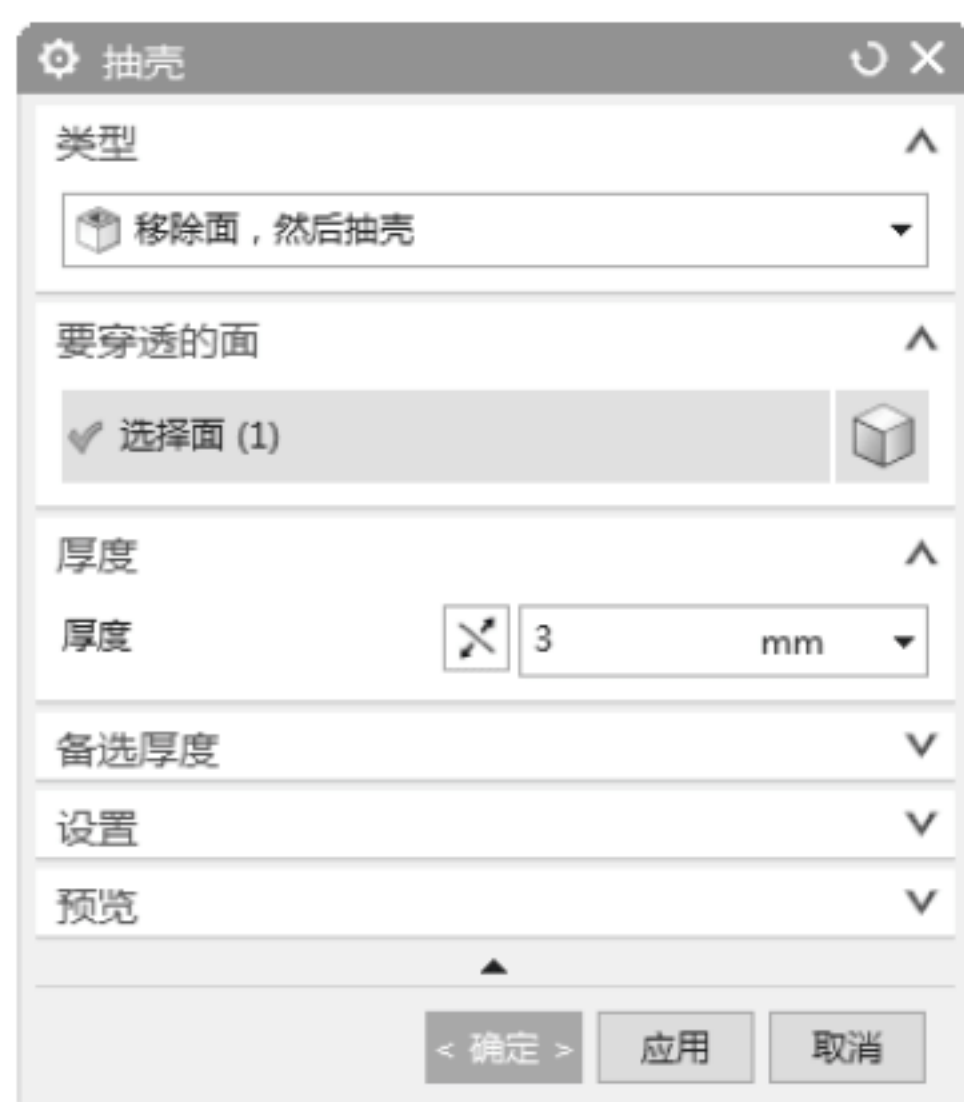 抽壳
类型
移除面，然后抽壳
要穿透的面
选择面 (1)
厚度
厚度 3 mm
备选厚度
设置
预览
< 确定 > 应用 取消